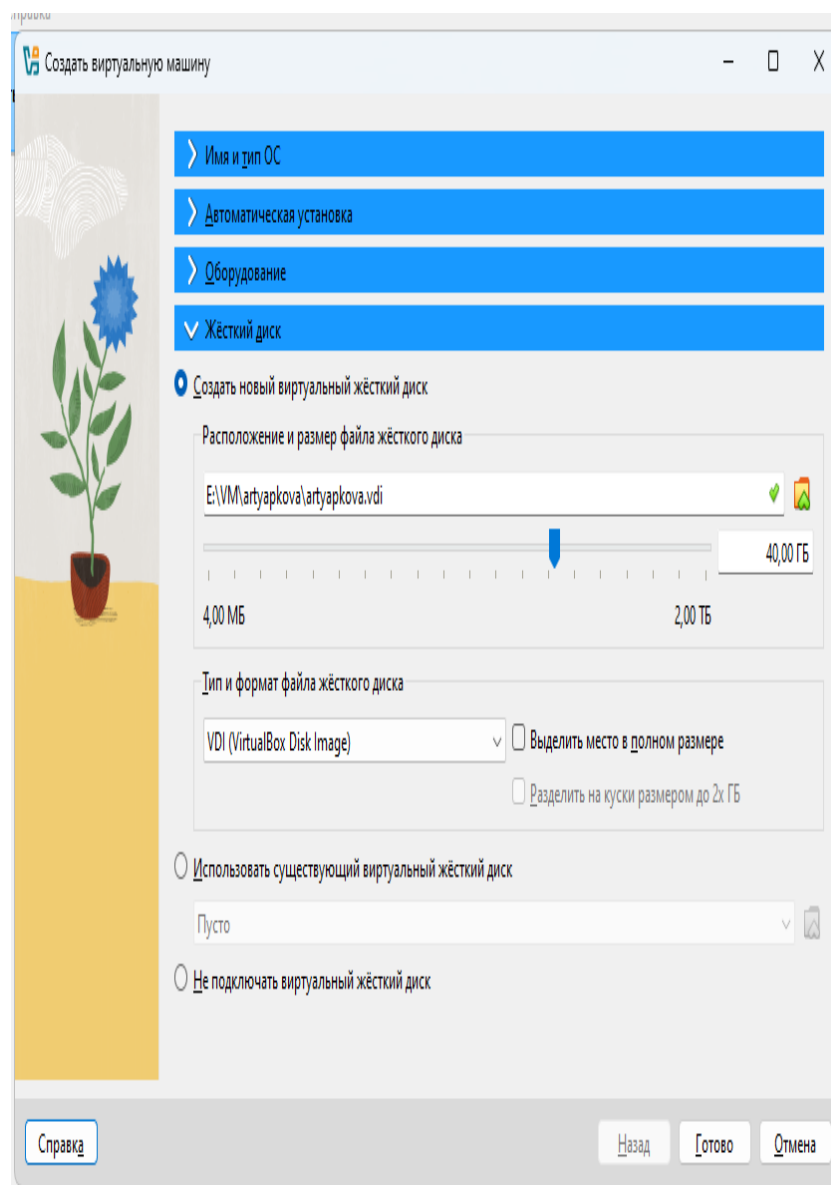 Создать виртуальную машину
Имя и тип ОС
Автоматическая установка
Оборудование
Жёсткий диск
Создать новый виртуальный жёсткий диск
Расположение и размер файла жёсткого диска
E:\VM\artyapkova\artyapkova.vdi
40,00 ГБ
4,00 МБ 2,00 ТБ
Тип и формат файла жёсткого диска
VDI (VirtualBox Disk Image) Выделить место в полном размере
Разделить на куски размером до 2х ГБ
Использовать существующий виртуальный жёсткий диск
Пусто
Не подключать виртуальный жёсткий диск
Справка Назад Готово Отмена